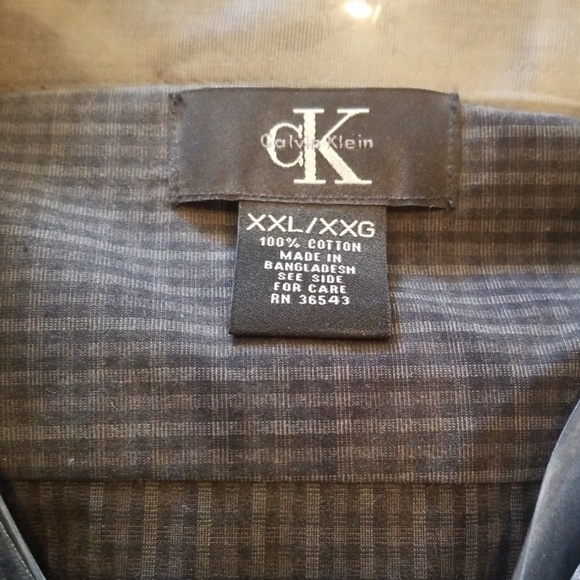 cK
Calvin Klein
XXL/XXG
100% COTTON
MADE IN
BANGLADESH
SEE SIDE
FOR CARE
RN 36543